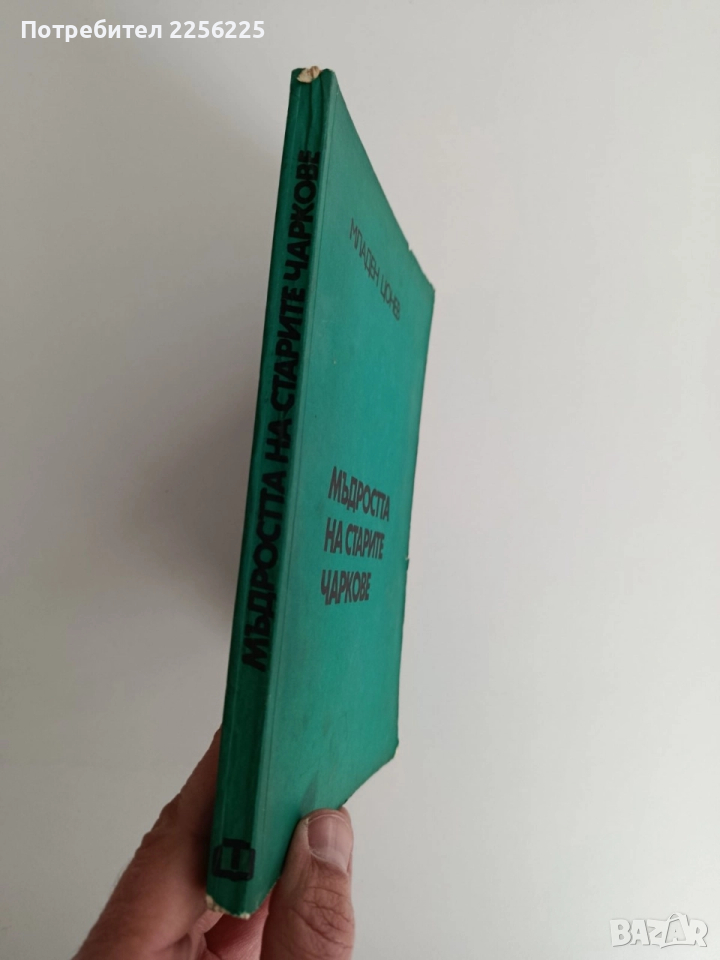 Потребител 2256225
МЪДРОСТТА НА СТАРИТЕ ЧАРКОВЕ
МЛАДЕН ЦОНЕВ
МЪДРОСТТА
НА СТАРИТЕ
ЧАРКОВЕ
BAZAR